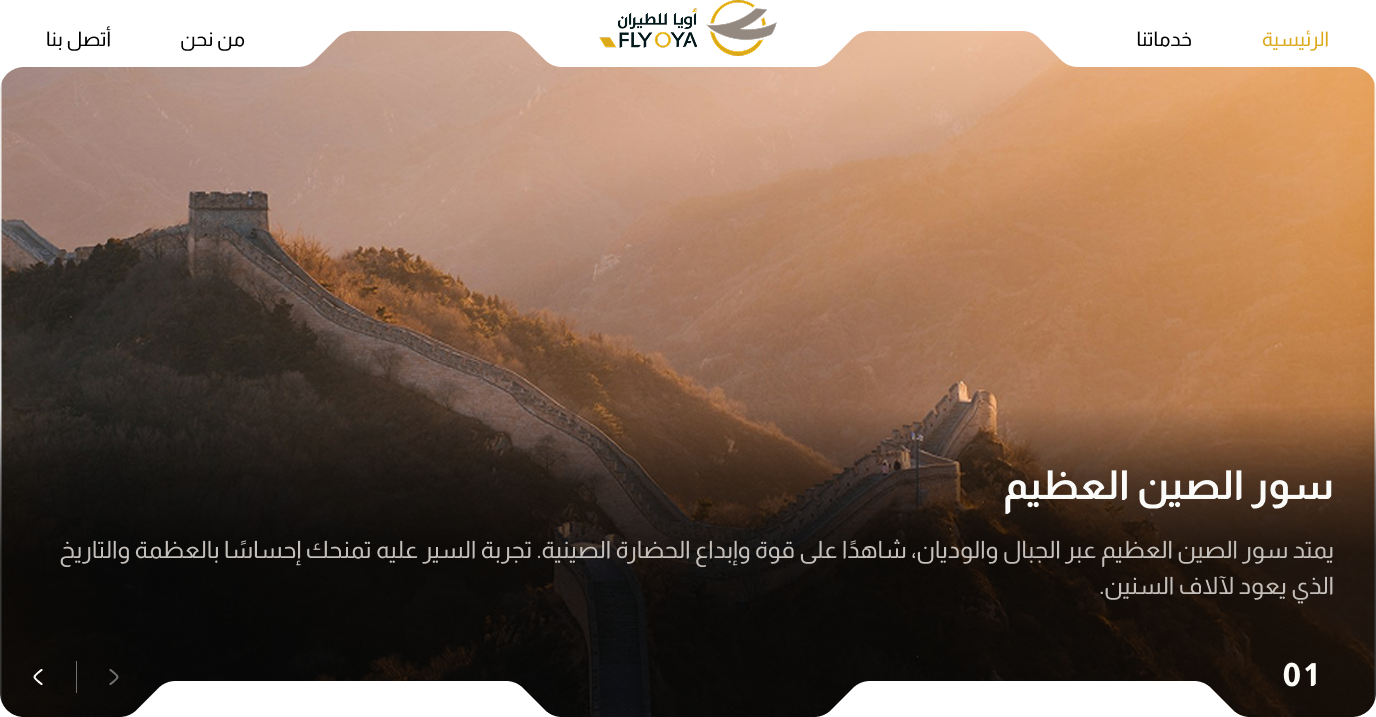 الرئيسية
خدماتنا
أويا للطيران
FLY OYA
من نحن
أتصل بنا
سور الصين العظيم
يمتد سور الصين العظيم عبر الجبال والوديان، شاهدًا على قوة وإبداع الحضارة الصينية. تجربة السير عليه تمنحك إحساسًا بالعظمة والتاريخ
الذي يعود لآلاف السنين.
01